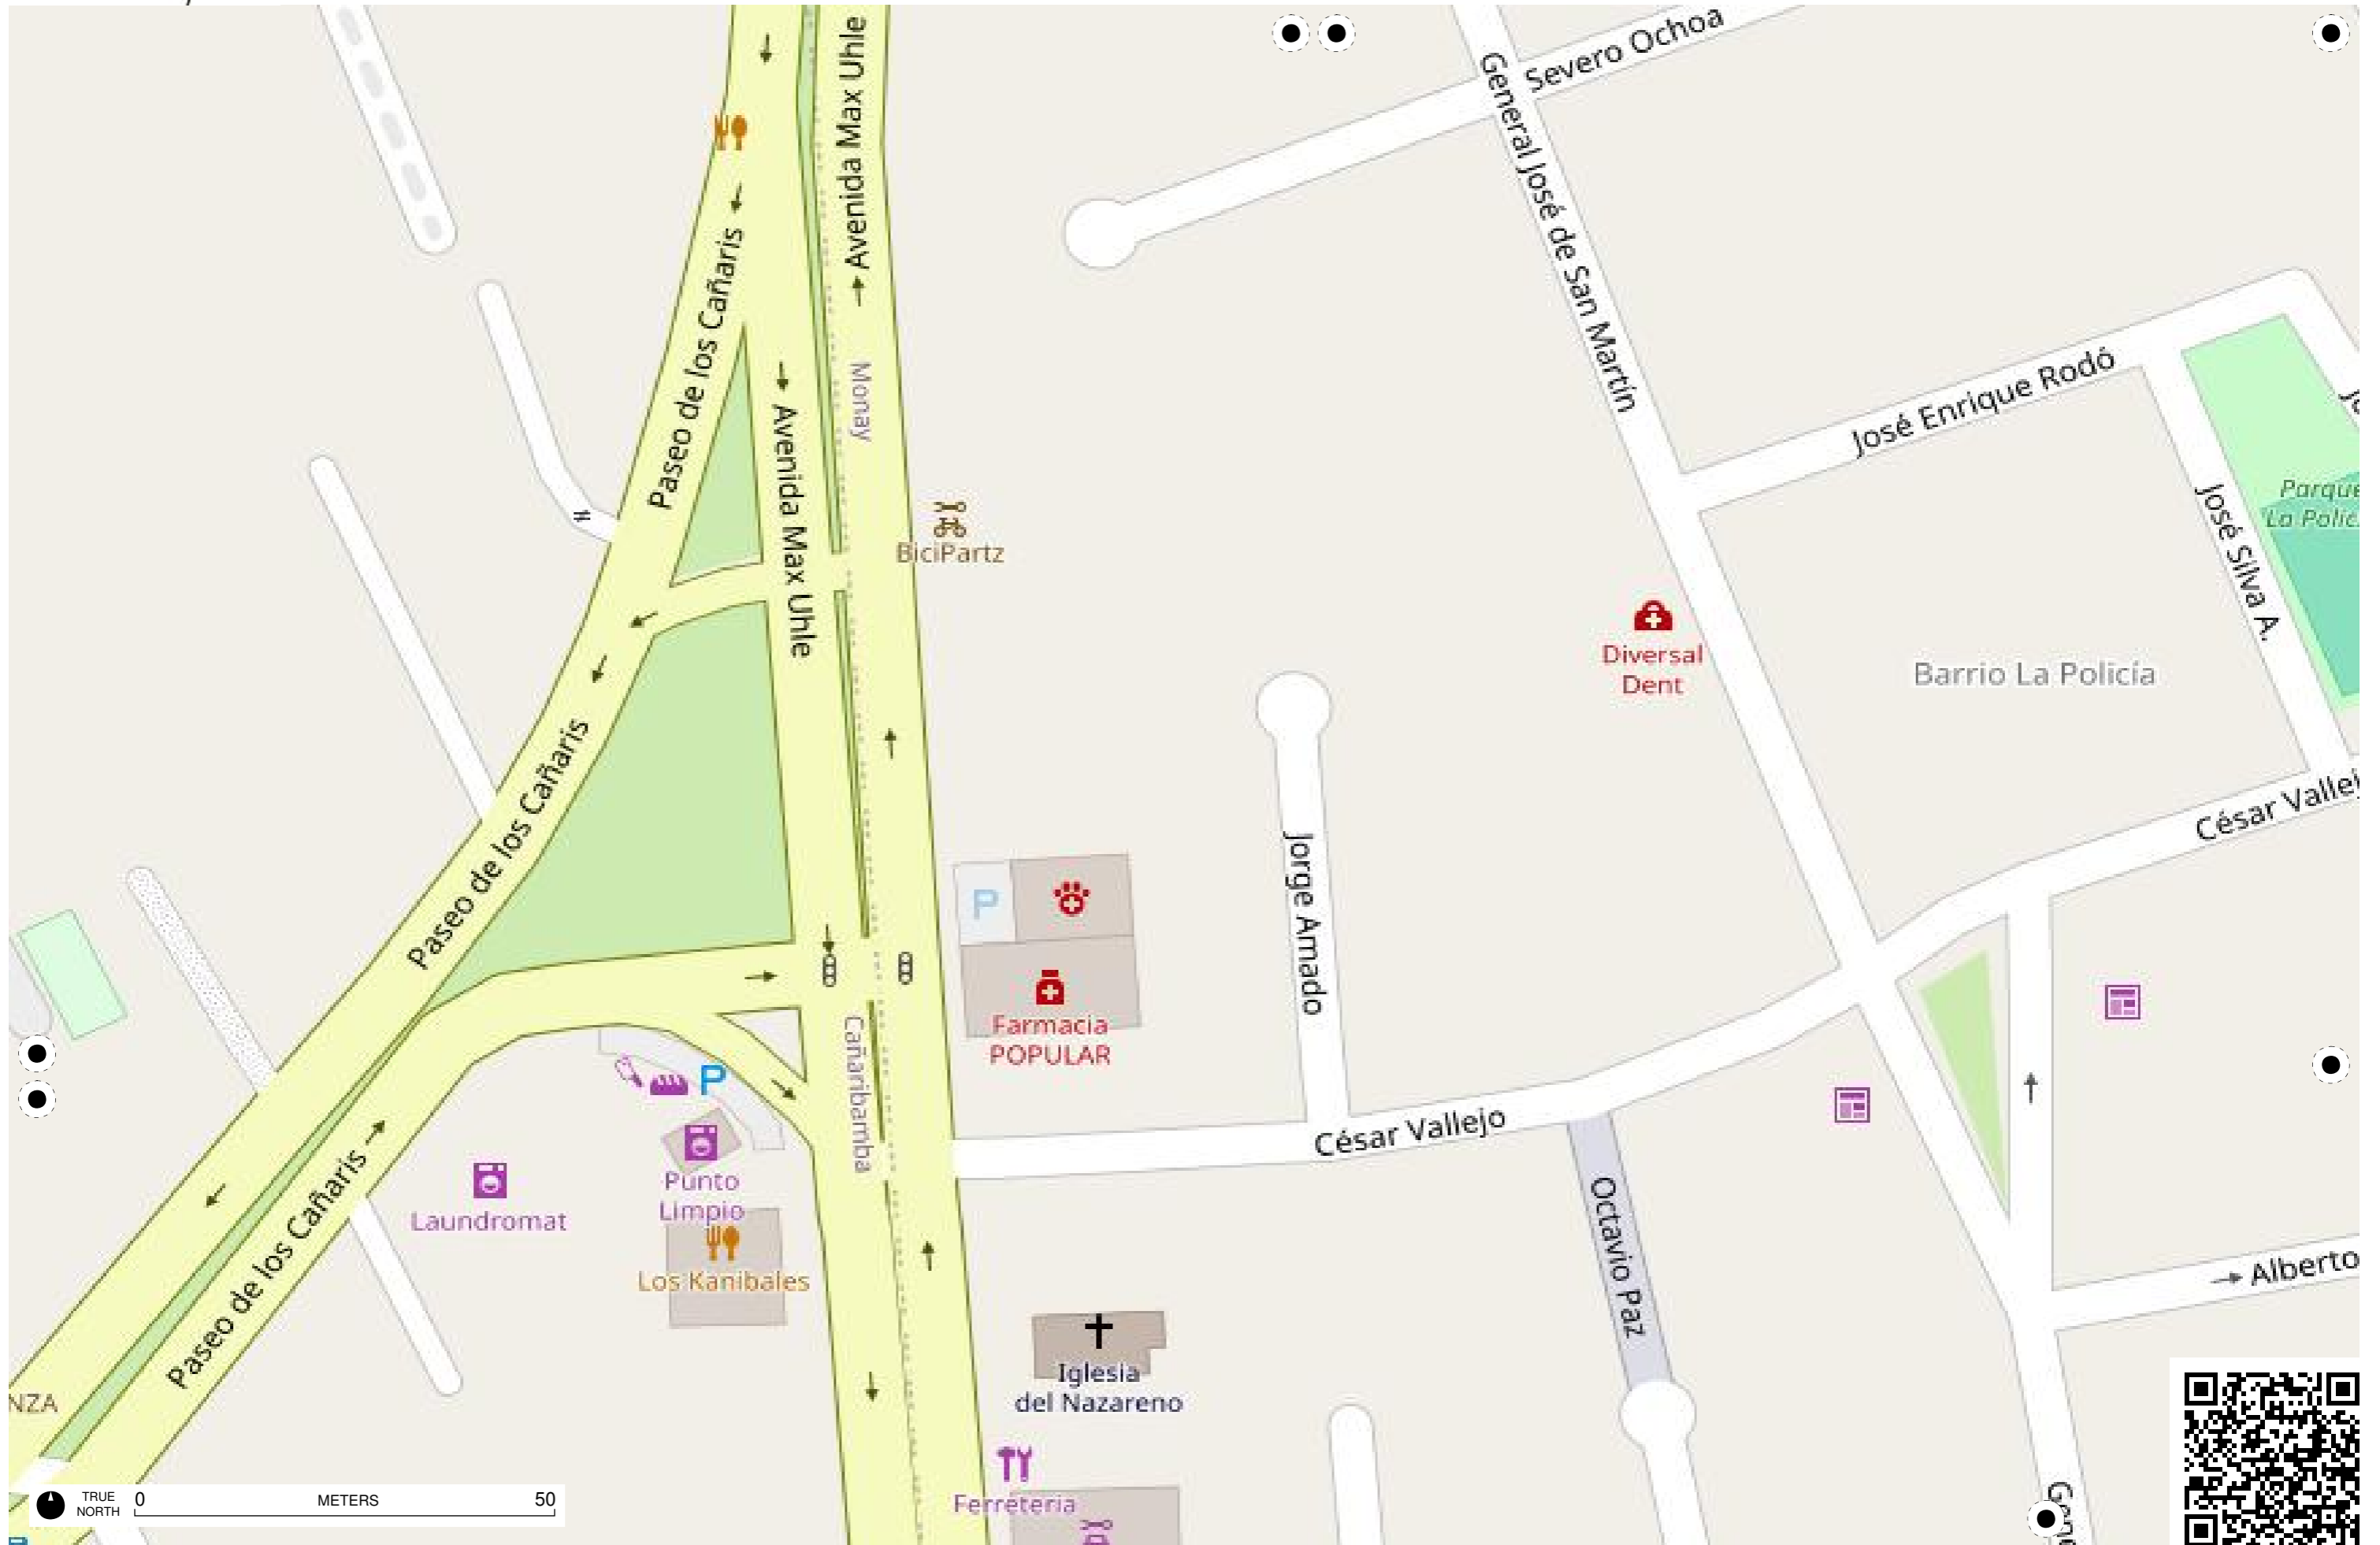 Avenida Max Uhle
Severo Ochoa
General José de San Martín
Paseo de los Cañaris
Monay
José Enrique Rodó
Avenida Max Uhle
Parque
La Polic
José Silva A.
BiciPartz
Diversal
Dent
Barrio La Policía
Paseo de los Cañaris
César Vallej
Jorge Amado
P
Farmacia
POPULAR
Cañaribamba
P
César Vallejo
Punto
Limpio
Laundromat
Octavio Paz
Paseo de los Cañaris
Los Kanibales
Alberto
Iglesia
del Nazareno
NZA
Ferreteria
TRUE
NORTH
0
METERS
50
Gene